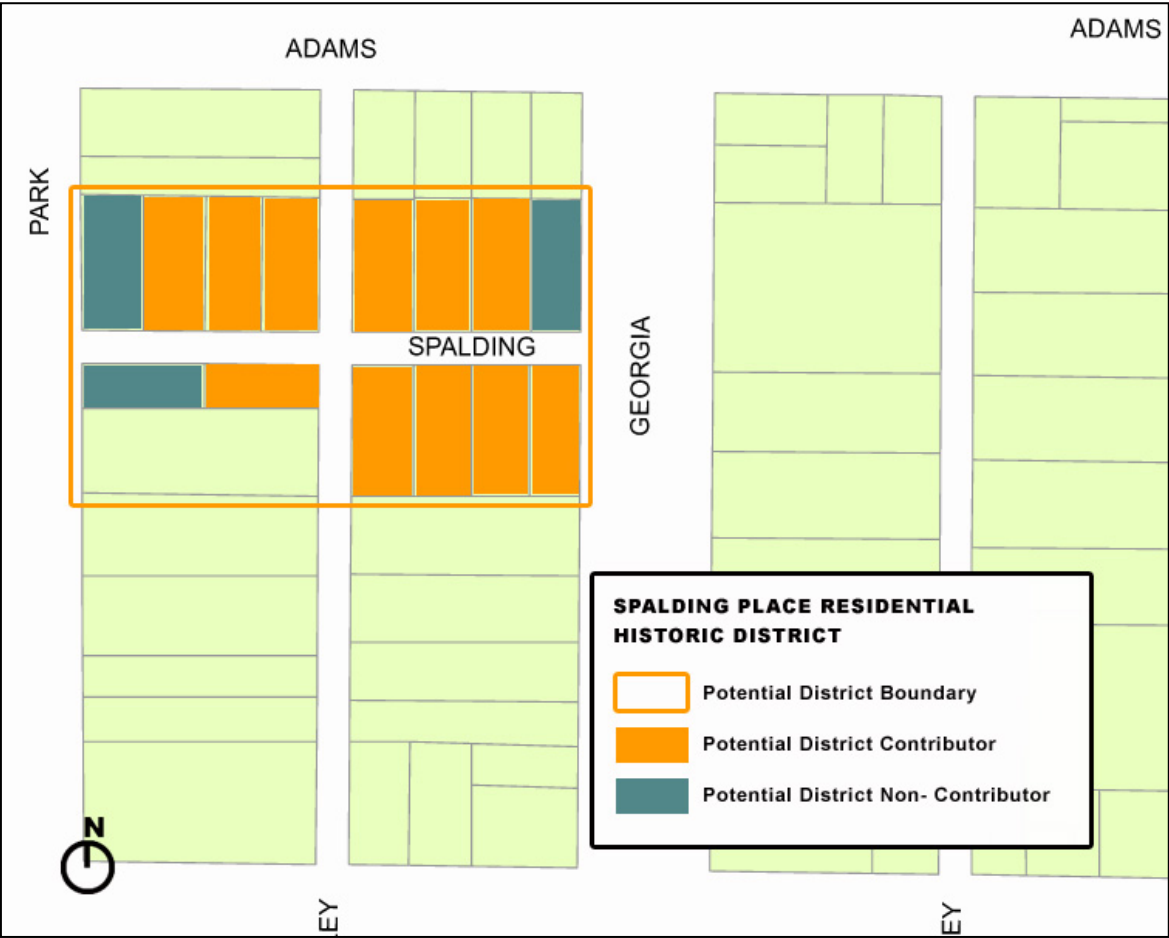 ADAMS
ADAMS
PARK
SPALDING
GEORGIA
SPALDING PLACE RESIDENTIAL
HISTORIC DISTRICT
Potential District Boundary
Potential District Contributor
Potential District Non- Contributor
N
EY
EY